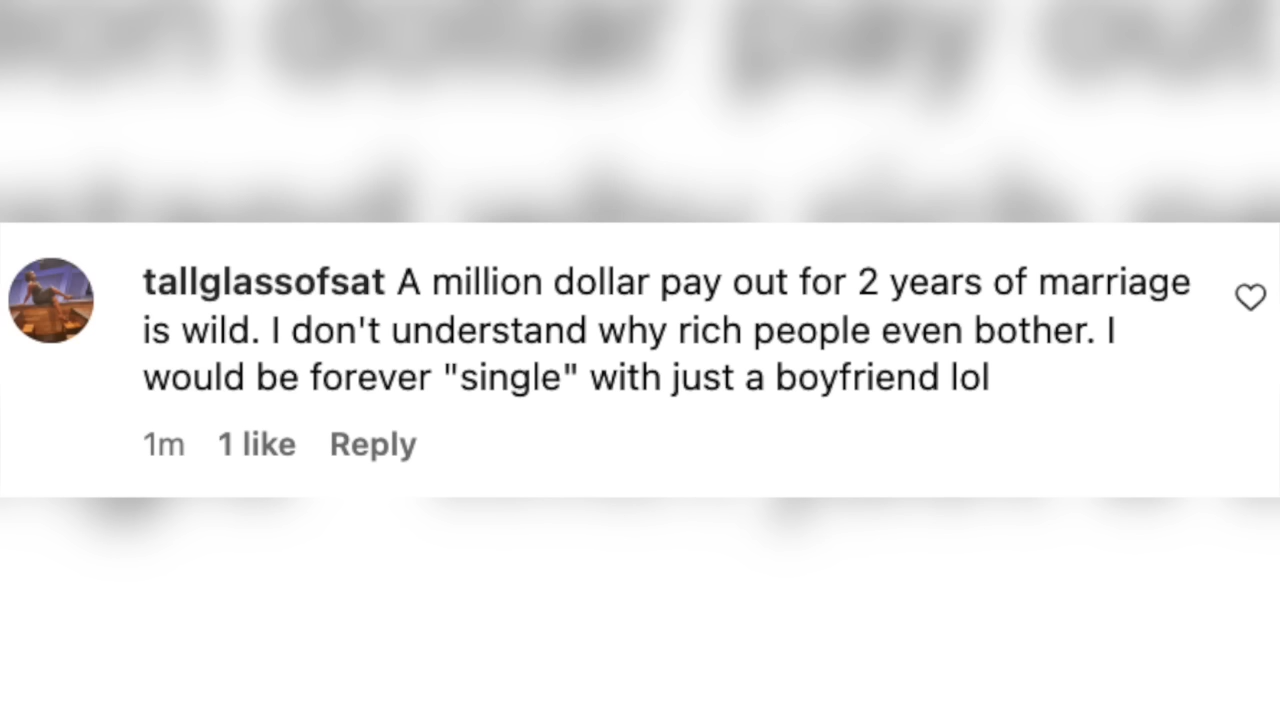 tallglassofsat A million dollar pay out for 2 years of marriage
is wild. I don't understand why rich people even bother. I
would be forever "single" with just a boyfriend lol
1m 1 like Reply